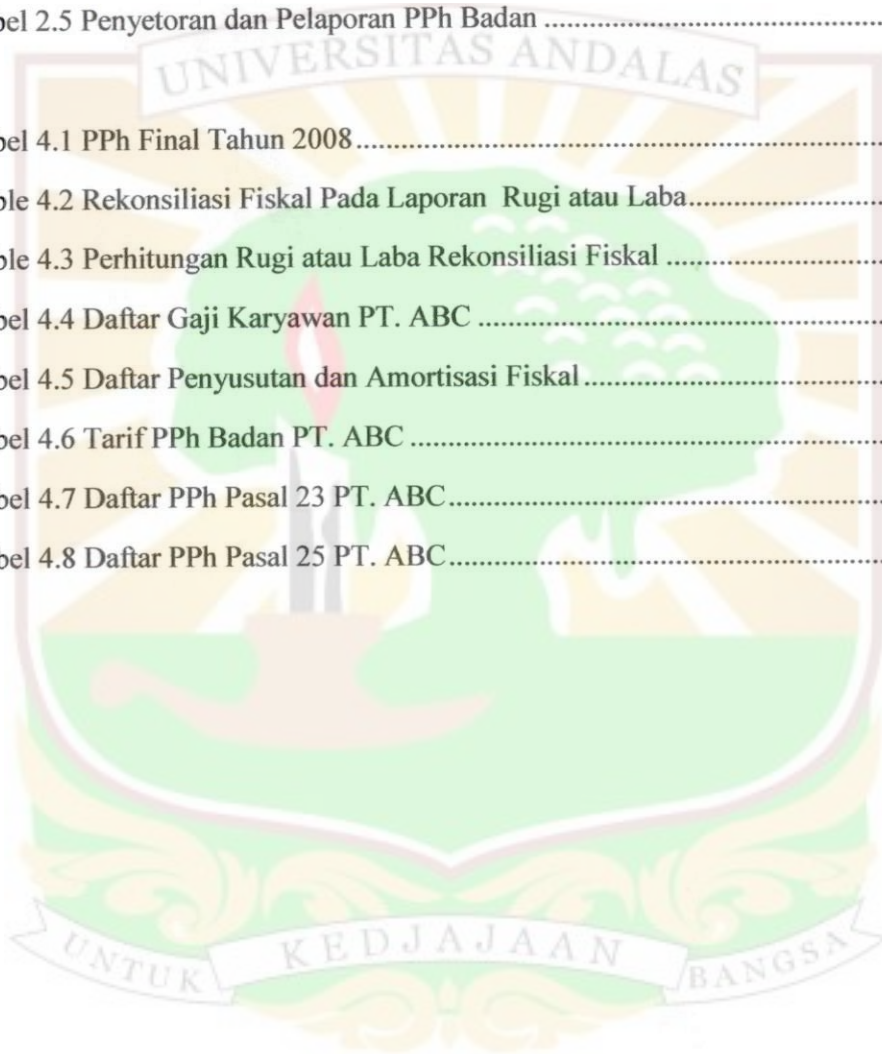 bel 2.5 Penyetoran dan Pelaporan PPh Badan ....................................................
UNIVERSITAS ANDALAS
bel 4.1 PPh Final Tahun 2008....................................................
ble 4.2 Rekonsiliasi Fiskal Pada Laporan Rugi atau Laba....................................................
ble 4.3 Perhitungan Rugi atau Laba Rekonsiliasi Fiskal ....................................................
bel 4.4 Daftar Gaji Karyawan PT. ABC ....................................................
bel 4.5 Daftar Penyusutan dan Amortisasi Fiskal....................................................
bel 4.6 Tarif PPh Badan PT. ABC ....................................................
bel 4.7 Daftar PPh Pasal 23 PT. ABC....................................................
bel 4.8 Daftar PPh Pasal 25 PT. ABC....................................................
UNTUK KEDJAJAAN BANGSA